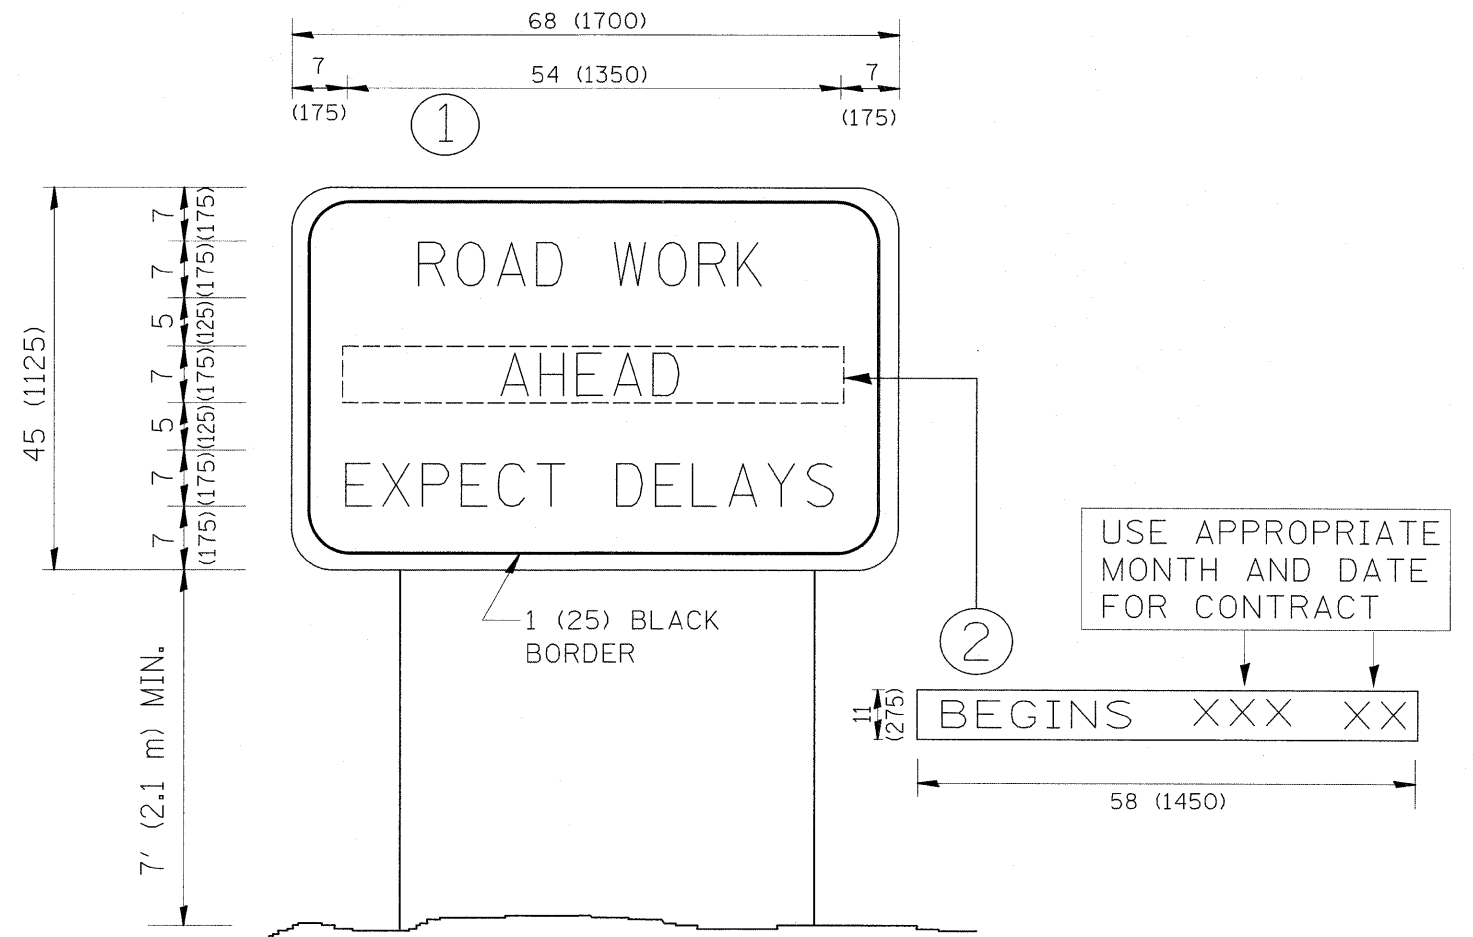 68 (1700)
7
54 (1350)
7
(175)
(175)
1
7
(175)
7
(175)
5
(125)
7
(175)
5
(125)
7
(175)
7
(175)
45 (1125)
ROAD WORK
AHEAD
EXPECT DELAYS
1 (25) BLACK
BORDER
7' (2.1 m) MIN.
2
USE APPROPRIATE
MONTH AND DATE
FOR CONTRACT
11
(275)
BEGINS XXX XX
58 (1450)